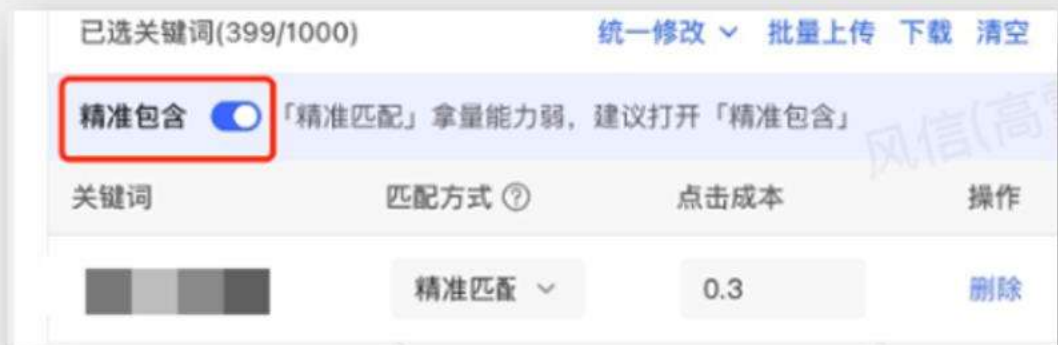 已选关键词(399/1000) 统一修改 批量上传 下载 清空
精准包含 「精准匹配」拿量能力弱，建议打开「精准包含」
风信(高
关键词 匹配方式 ? 点击成本 操作
精准匹配 0.3 删除